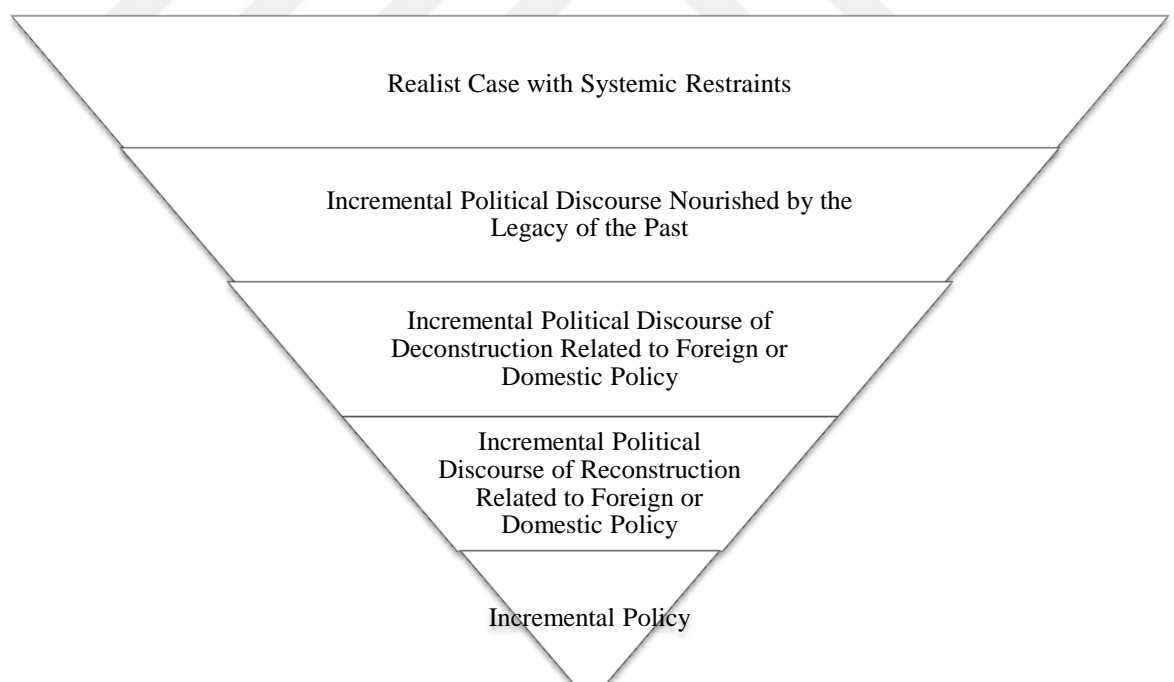 Realist Case with Systemic Restraints
Incremental Political Discourse Nourished by the
Legacy of the Past
Incremental Political Discourse of
Deconstruction Related to Foreign or
Domestic Policy
Incremental Political
Discourse of Reconstruction
Related to Foreign or
Domestic Policy
Incremental Policy